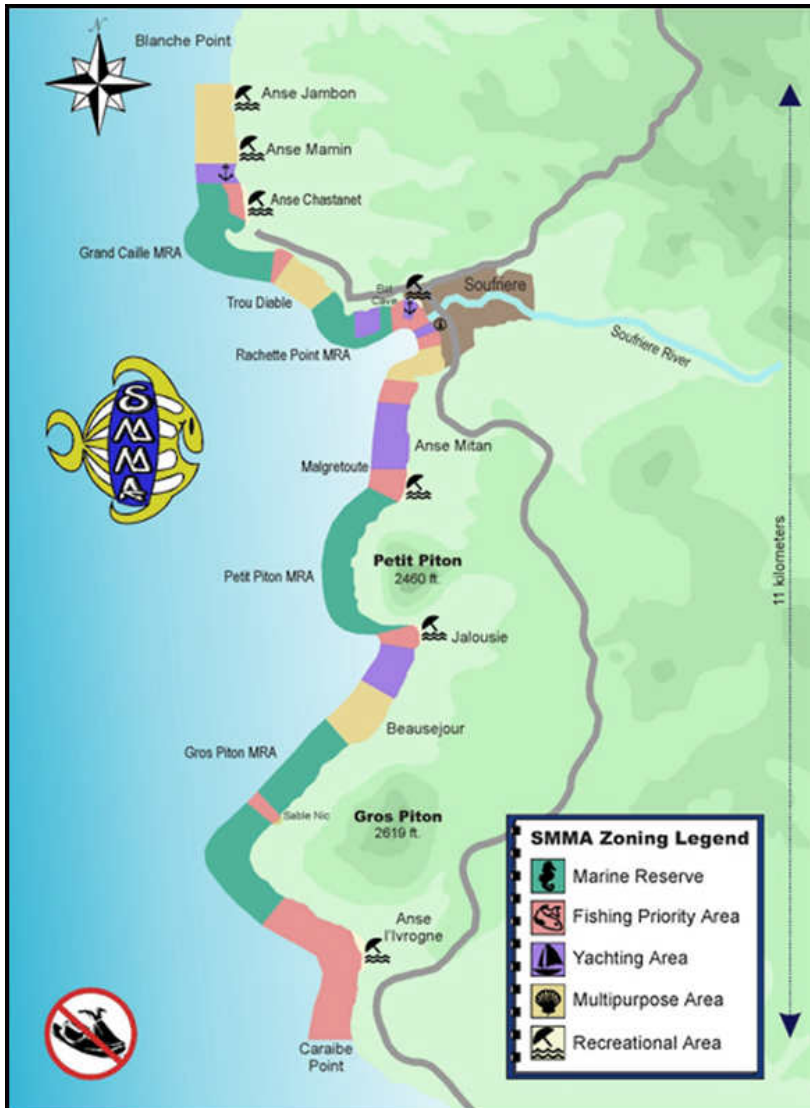 N
Blanche Point
Anse Jambon
Anse Mamin
Anse Chastanet
Grand Caille MRA
Trou Diable
Bat
Cave
Soufriere
Rachette Point MRA
Soufriere River
SMMA
Anse Mitan
Malgretoute
Petit Piton
2460 ft.
Petit Piton MRA
11 kilometers
Jalousie
Beausejour
Gros Piton MRA
Sable Nic
Gros Piton
2619 ft.
Anse
l'Ivrogne
Caraibe
Point
SMMA Zoning Legend
Marine Reserve
Fishing Priority Area
Yachting Area
Multipurpose Area
Recreational Area